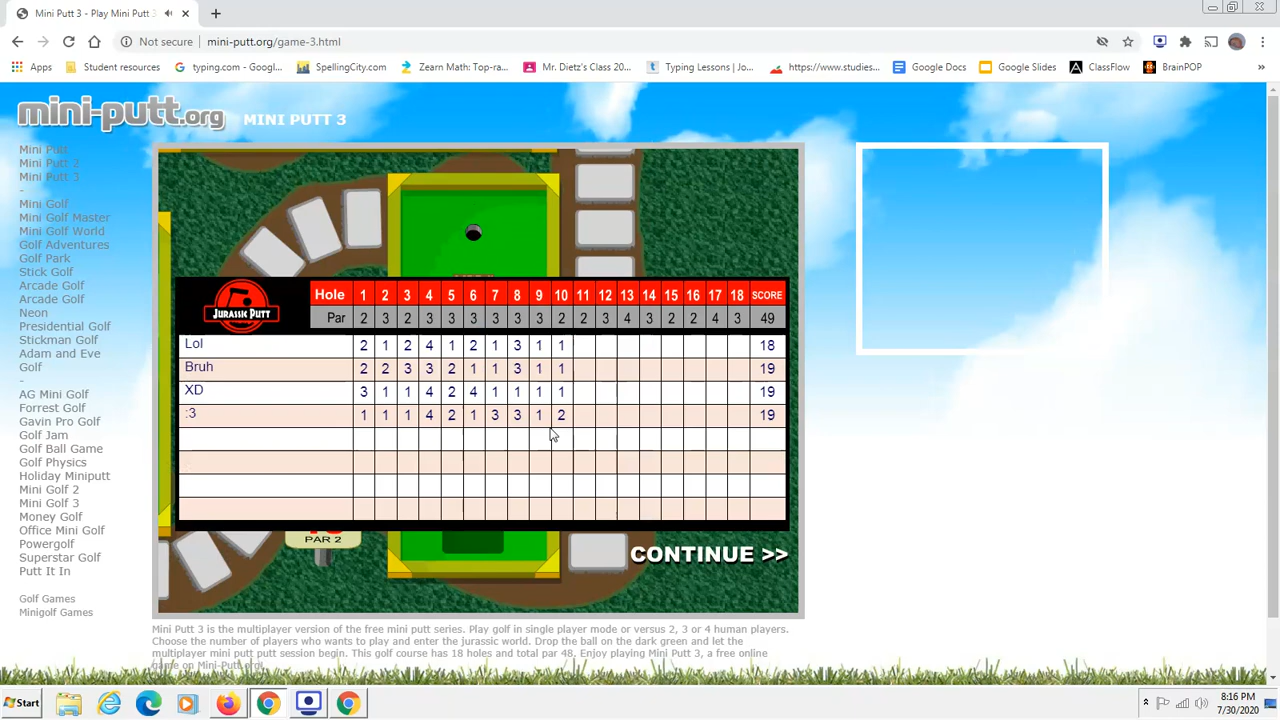 Mini Putt 3 - Play Mini Putt 3
Not secure | mini-putt.org/game-3.html
Apps Student resources typing.com - Googl... SpellingCity.com Zearn Math: Top-ra... Mr. Dietz's Class 20... Typing Lessons | Jo... https://www.studies... Google Docs Google Slides ClassFlow BrainPOP »
mini-putt.org MINI PUTT 3
Mini Putt
Mini Putt 2
Mini Putt 3
-
Mini Golf
Mini Golf Master
Mini Golf World
Golf Adventures
Golf Park
Stick Golf
Arcade Golf
Arcade Golf
Neon
Presidential Golf
Stickman Golf
Adam and Eve
Golf
-
AG Mini Golf
Forrest Golf
Gavin Pro Golf
Golf Jam
Golf Ball Game
Golf Physics
Holiday Miniputt
Mini Golf 2
Mini Golf 3
Money Golf
Office Mini Golf
Powergolf
Superstar Golf
Putt It In
Golf Games
Minigolf Games
JURASSIC PUTT
Hole 1 2 3 4 5 6 7 8 9 10 11 12 13 14 15 16 17 18 SCORE
Par 2 3 2 3 3 3 3 3 3 2 2 3 4 3 2 2 4 3 49
Lol 2 1 2 4 1 2 1 3 1 1 18
Bruh 2 2 3 3 2 1 1 3 1 1 19
XD 3 1 1 4 2 4 1 1 1 1 19
:3 1 1 1 4 2 1 3 3 1 2 19
PAR 2
CONTINUE >>
Mini Putt 3 is the multiplayer version of the free mini putt series. Play golf in single player mode or versus 2, 3 or 4 human players.
Choose the number of players who wants to play and enter the jurassic world. Drop the ball on the dark green and let the
multiplayer mini putt putt session begin. This golf course has 18 holes and total par 48. Enjoy playing Mini Putt 3, a free online
game on Mini-Putt.org!
Start
8:16 PM
7/30/2020